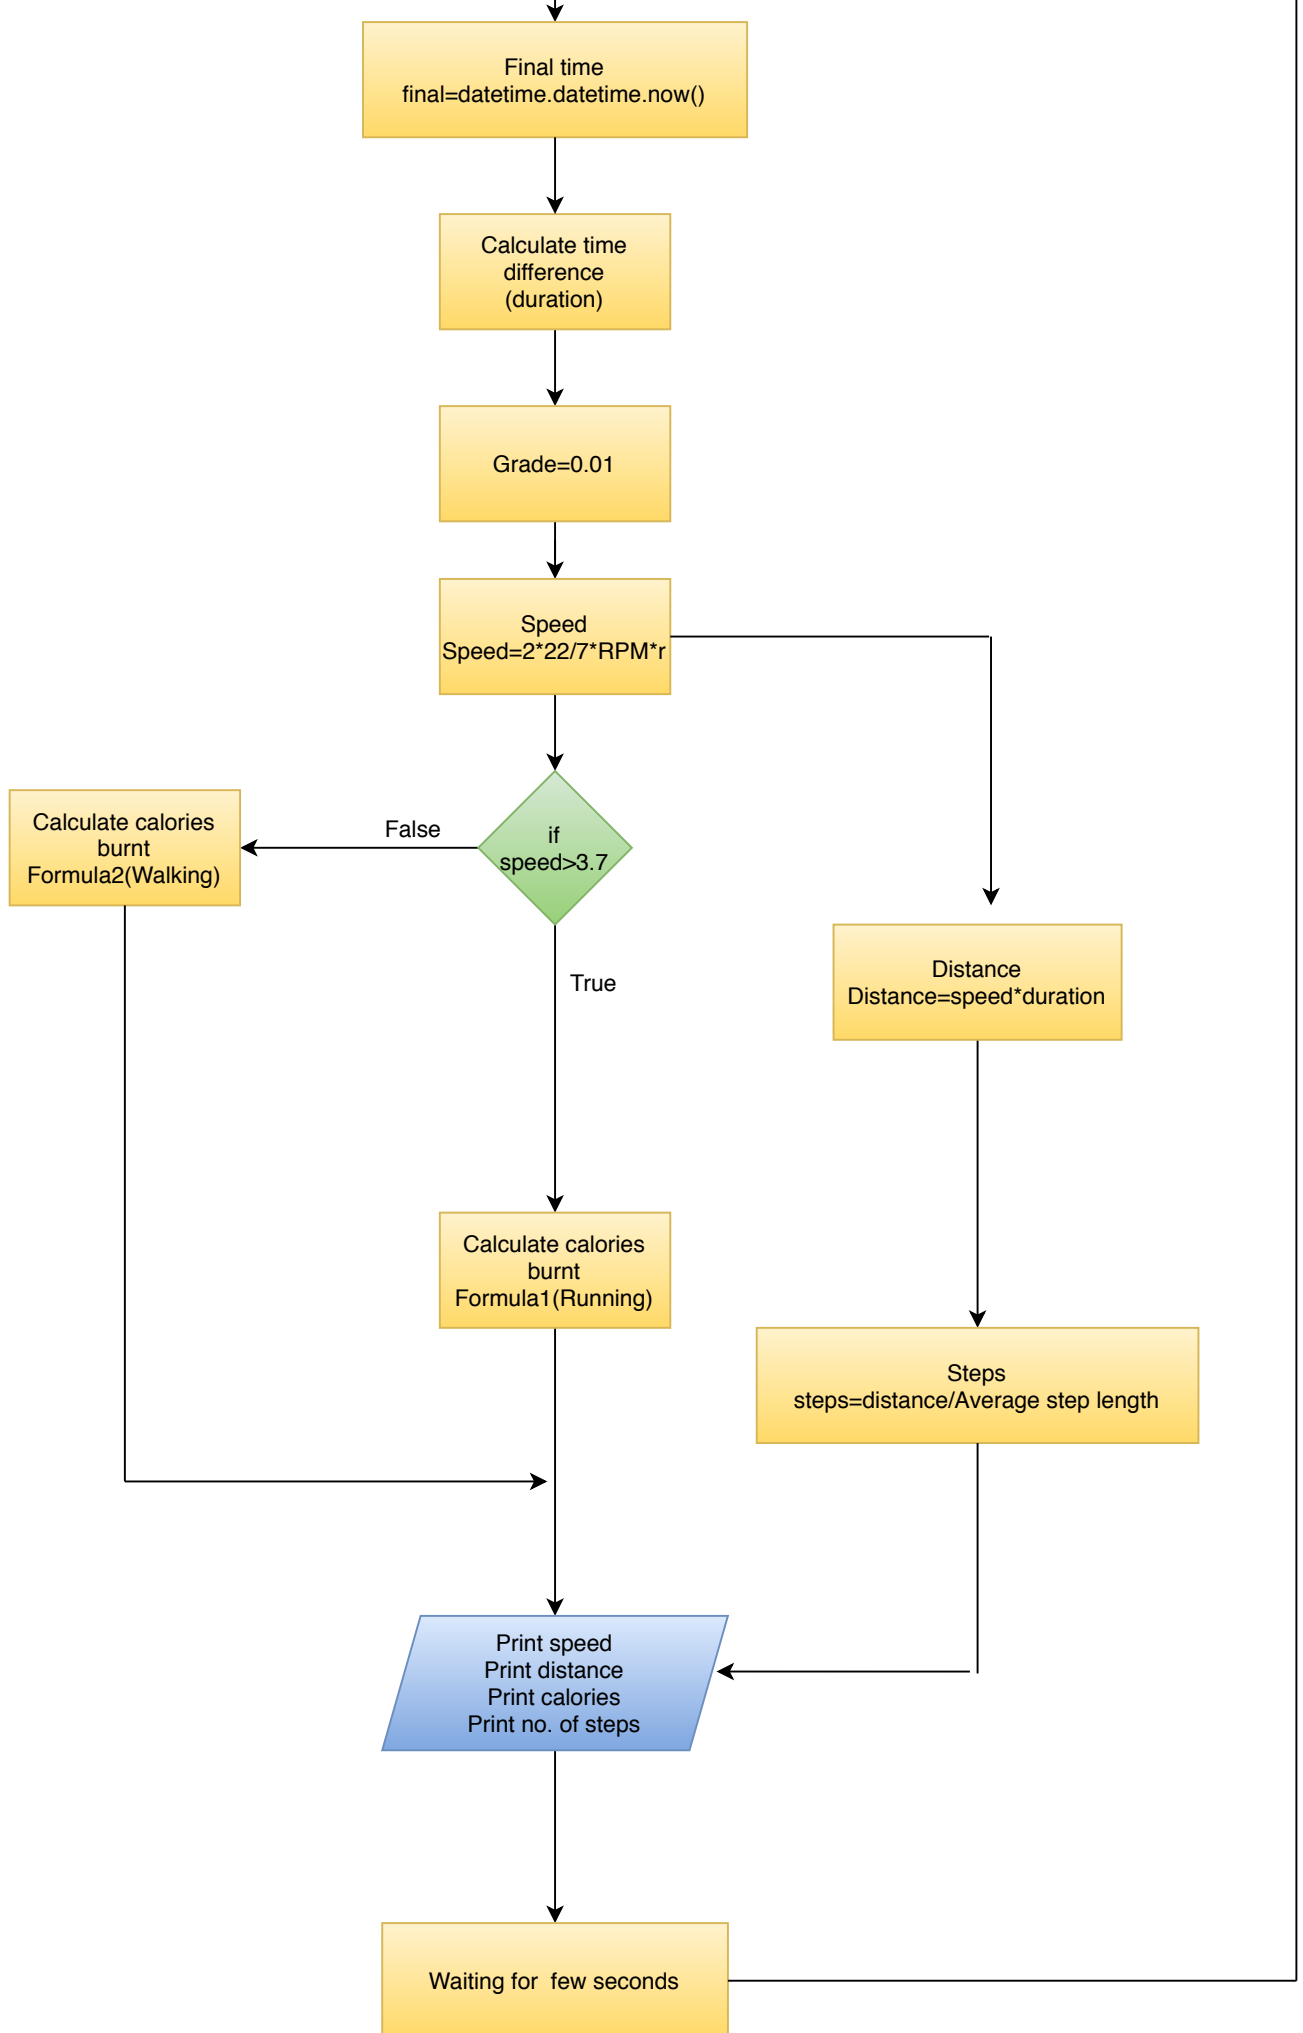 Final time
final=datetime.datetime.now()
Calculate time
difference
(duration)
Grade=0.01
Speed
Speed=2*22/7*RPM*r
if
speed>3.7
False
Calculate calories
burnt
Formula2(Walking)
True
Distance
Distance=speed*duration
Calculate calories
burnt
Formula1(Running)
Steps
steps=distance/Average step length
Print speed
Print distance
Print calories
Print no. of steps
Waiting for  few seconds